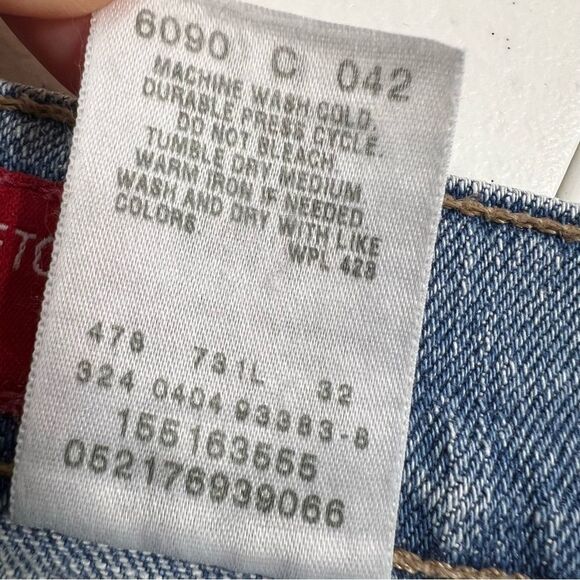 6090 C 042
MACHINE WASH COLD.
DURABLE PRESS CYCLE.
DO NOT BLEACH.
TUMBLE DRY MEDIUM
WARM IRON IF NEEDED
WASH AND DRY WITH LIKE
COLORS
WPL 423
478 731L 32
324 0404 93383-8
155163555
052176939066